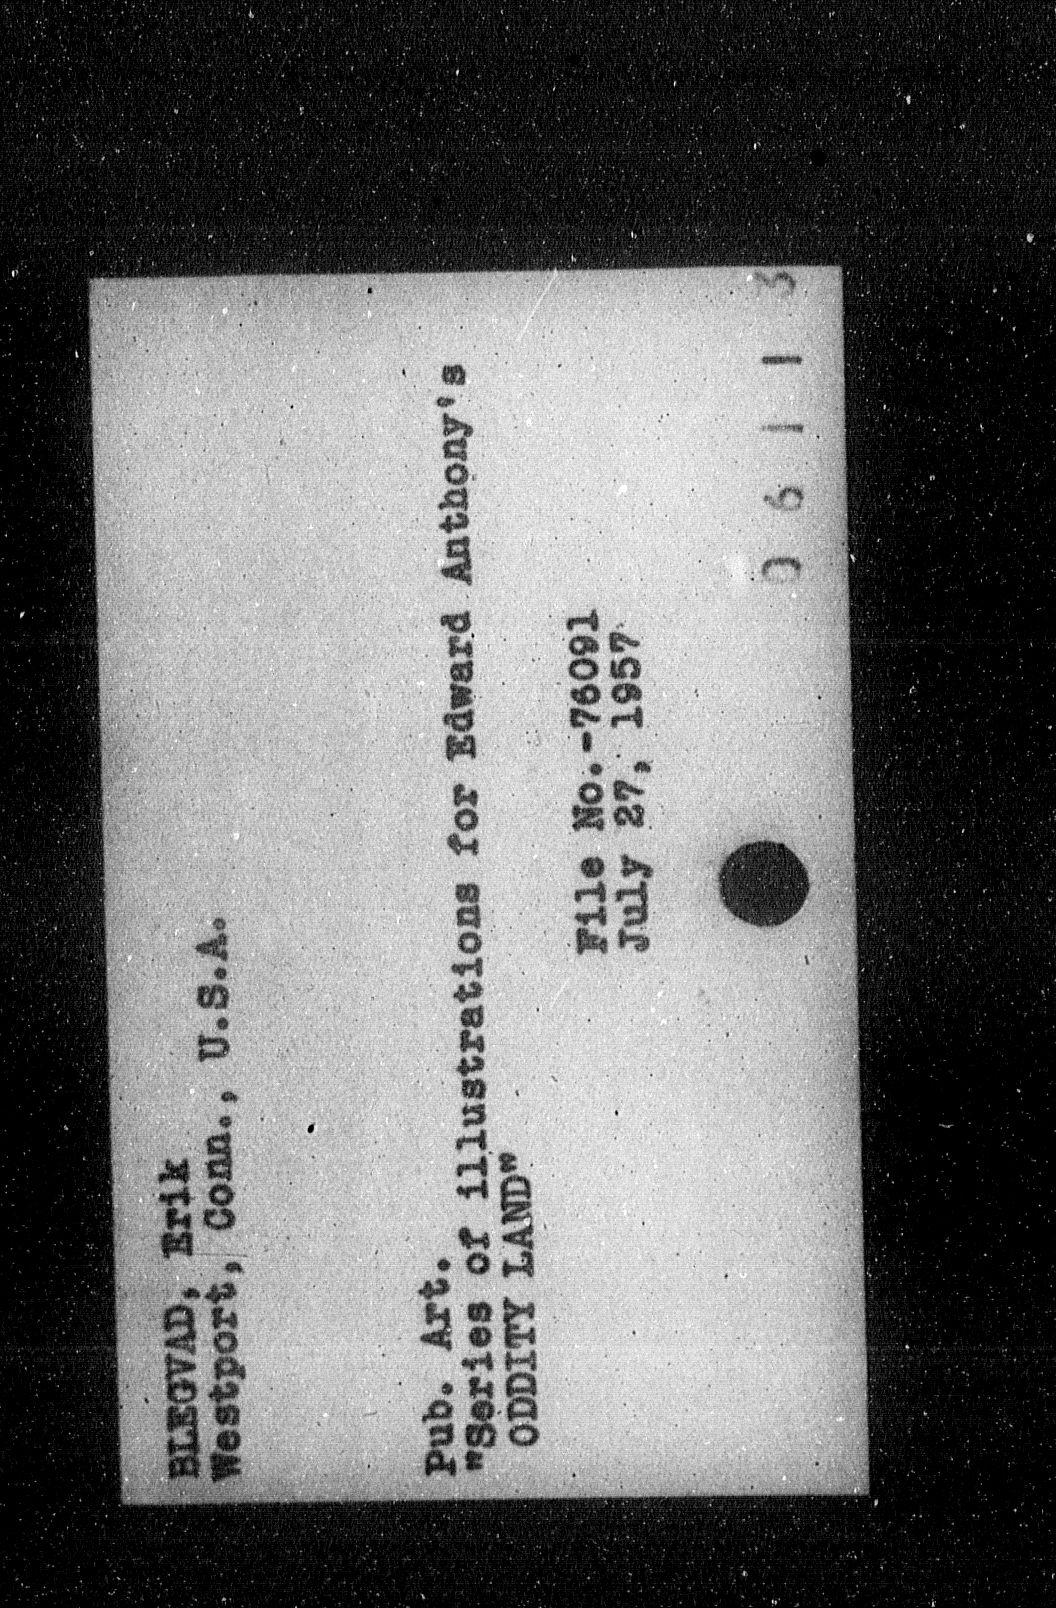 BLEGVAD, Erik
Westport, Conn., U.S.A.
Pub. Art.
"Series of illustrations for Edward Anthony's
ODDITY LAND"
File No.-76091
July 27, 1957
06113